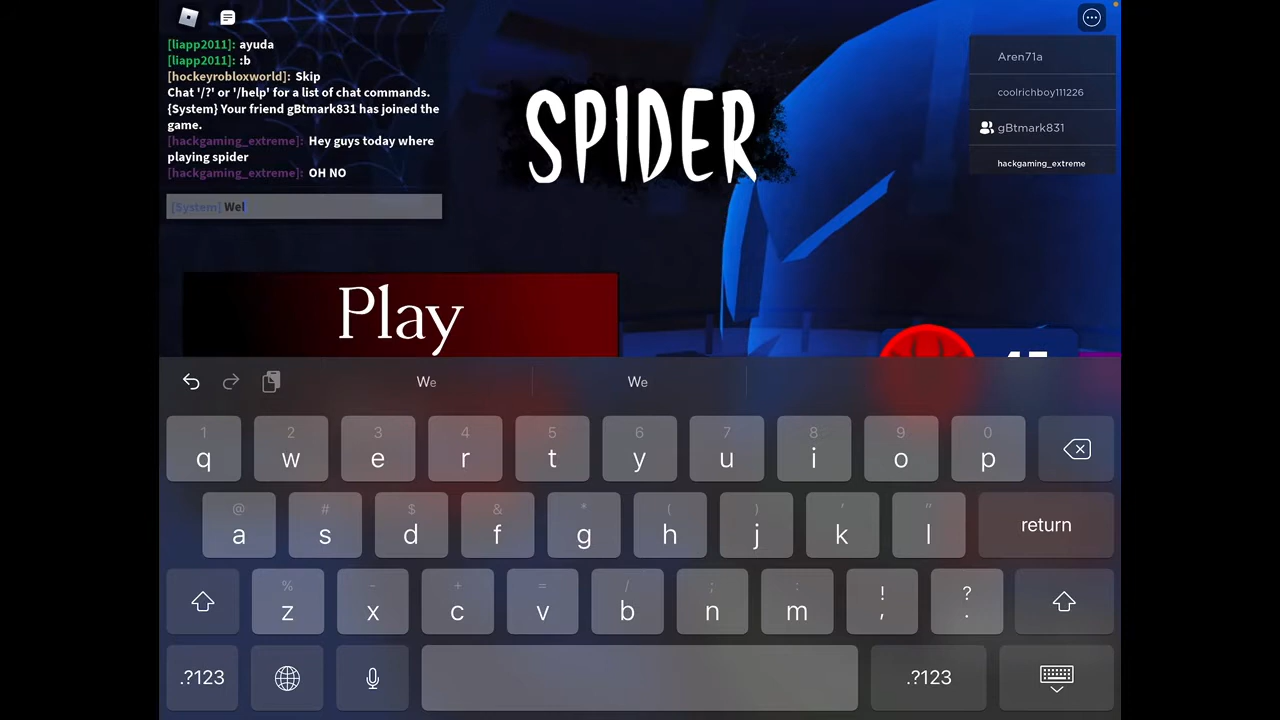 [liapp2011]: ayuda
[liapp2011]: :b
[hockeyrobloxworld]: Skip
Chat '/?' or '/help' for a list of chat commands.
{System} Your friend gBtmark831 has joined the
game.
[hackgaming_extreme]: Hey guys today where
playing spider
[hackgaming_extreme]: OH NO
[System] Wel
SPIDER
Aren71a
coolrichboy111226
gBtmark831
hackgaming_extreme
Play
We We
1 2 3 4 5 6 7 8 9 0
q w e r t y u i o p
@ # $ & * ( ) ' "
a s d f g h j k l return
% - + = / ; : ! ?
z x c v b n m , .
.?123 .?123